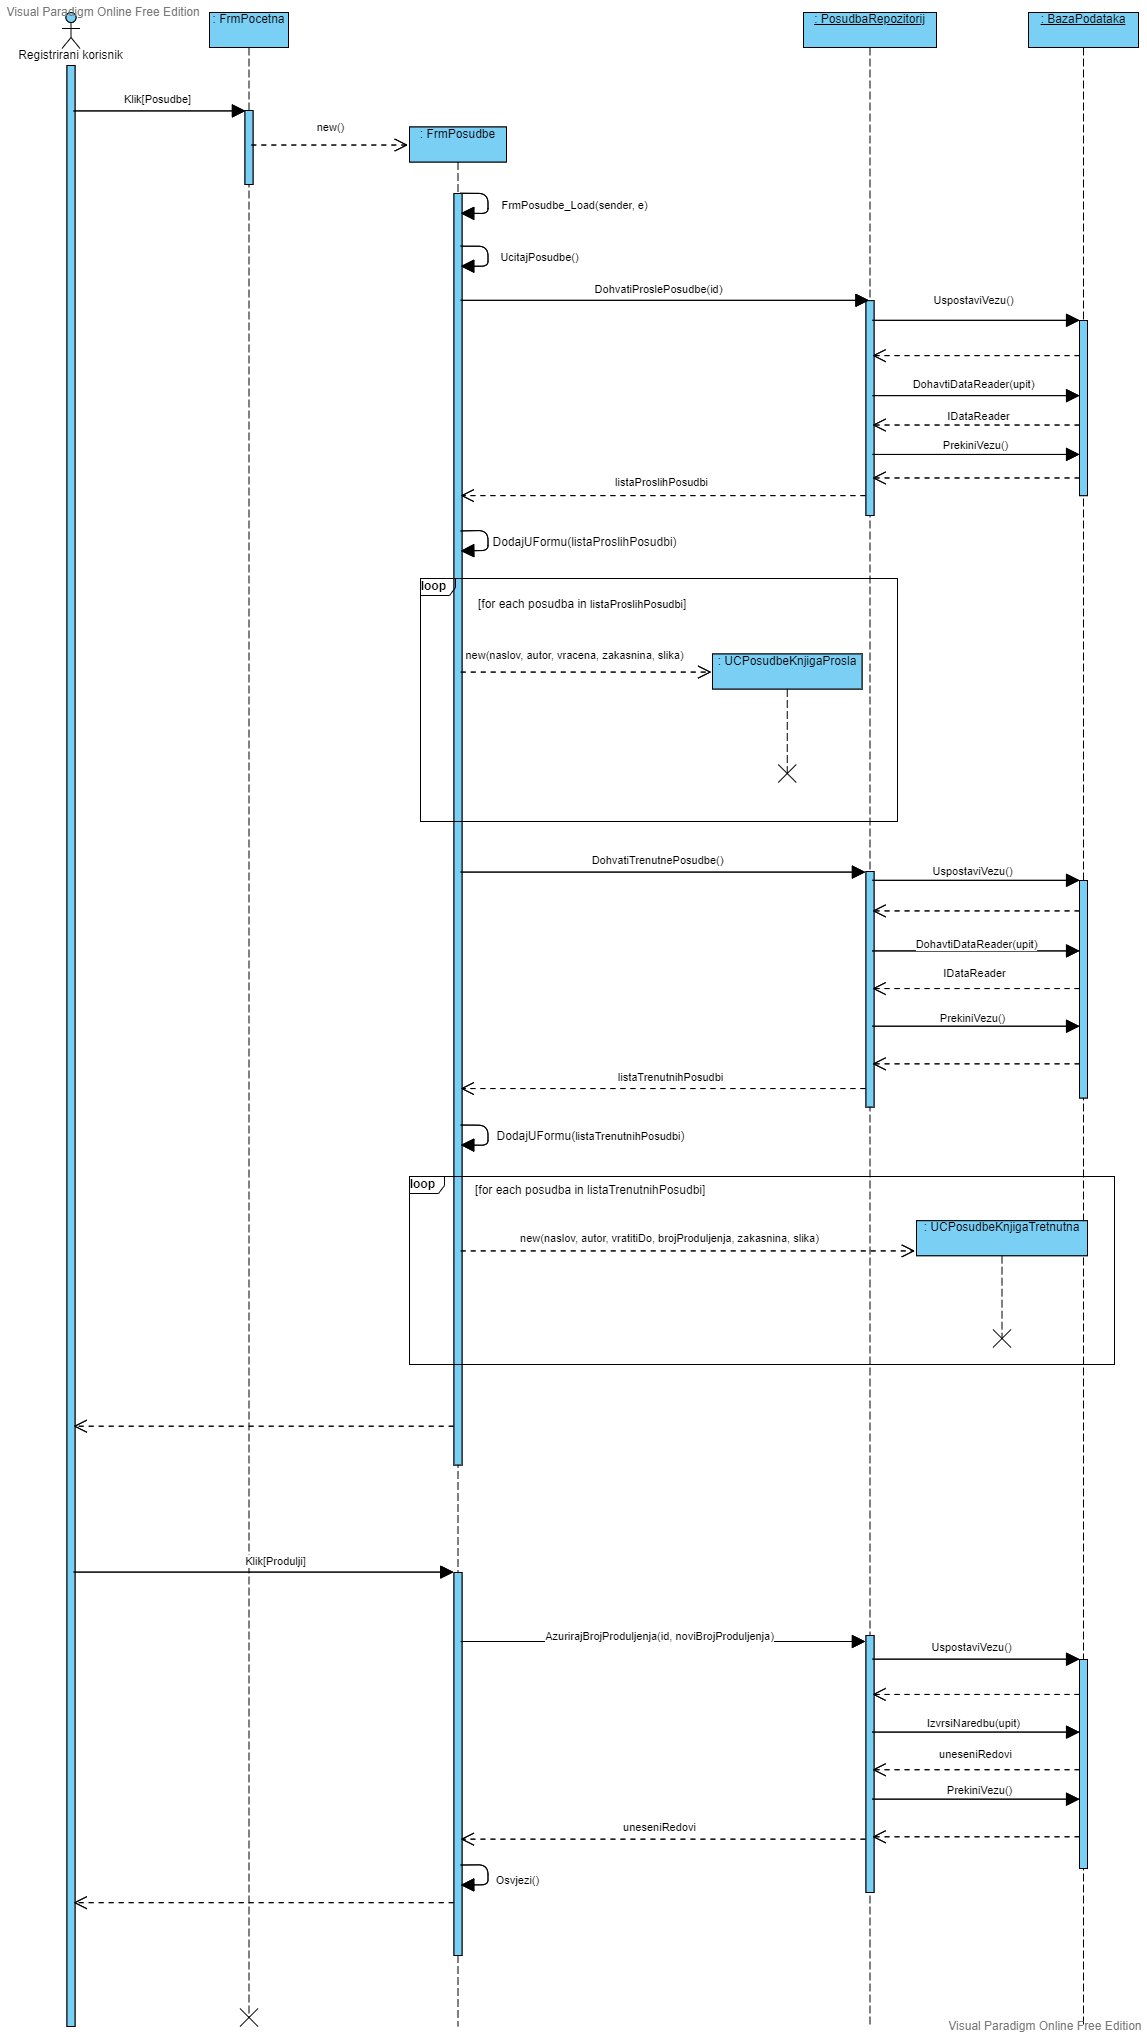 Visual Paradigm Online Free Edition
: FrmPocetna
: PosudbaRepozitorij
: BazaPodataka
Registrirani korisnik
Klik[Posudbe]
new()
: FrmPosudbe
FrmPosudbe_Load(sender, e)
UcitajPosudbe()
DohvatiProslePosudbe(id)
UspostaviVezu()
DohavtiDataReader(upit)
IDataReader
PrekiniVezu()
listaProslihPosudbi
DodajUFormu(listaProslihPosudbi)
loop
[for each posudba in listaProslihPosudbi]
new(naslov, autor, vracena, zakasnina, slika)
: UCPosudbeKnjigaProsla
DohvatiTrenutnePosudbe()
UspostaviVezu()
DohavtiDataReader(upit)
IDataReader
PrekiniVezu()
listaTrenutnihPosudbi
DodajUFormu(listaTrenutnihPosudbi)
loop
[for each posudba in listaTrenutnihPosudbi]
: UCPosudbeKnjigaTretnutna
new(naslov, autor, vratitiDo, brojProduljenja, zakasnina, slika)
Klik[Produlji]
AzurirajBrojProduljenja(id, noviBrojProduljenja)
UspostaviVezu()
IzvrsiNaredbu(upit)
uneseniRedovi
PrekiniVezu()
uneseniRedovi
Osvjezi()
Visual Paradigm Online Free Edition